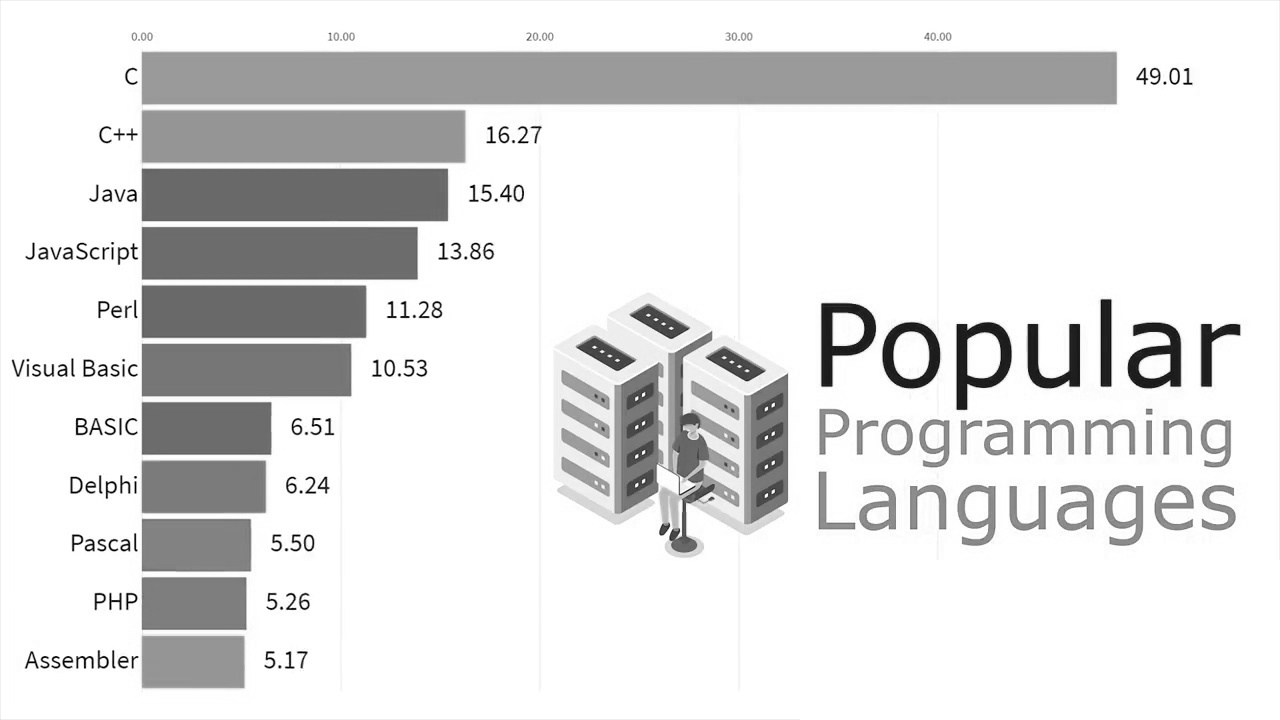 0.00 10.00 20.00 30.00 40.00
C 49.01
C++ 16.27
Java 15.40
JavaScript 13.86
Perl 11.28
Visual Basic 10.53
BASIC 6.51
Delphi 6.24
Pascal 5.50
PHP 5.26
Assembler 5.17
Popular
Programming
Languages